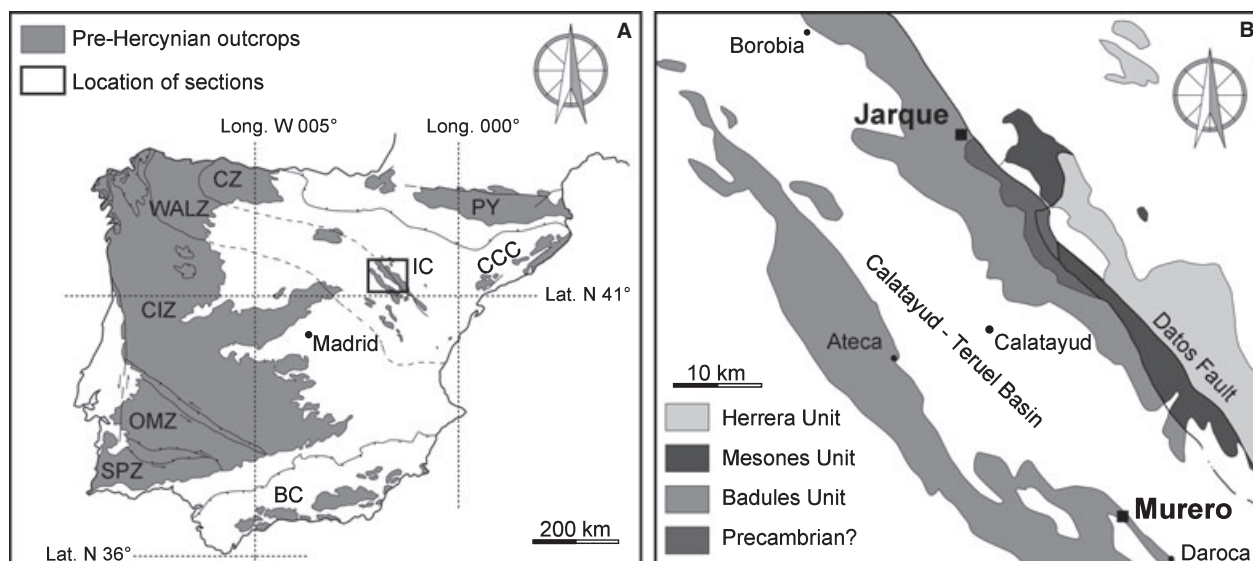 Pre-Hercynian outcrops
Location of sections
A
Long. W 005°
Long. 000°
CZ
WALZ
PY
CCC
IC
Lat. N 41°
CIZ
Madrid
OMZ
SPZ
BC
200 km
Lat. N 36°
B
Borobia
Jarque
Calatayud - Teruel Basin
Calatayud
Ateca
Datos Fault
10 km
Herrera Unit
Mesones Unit
Badules Unit
Precambrian?
Murero
Daroca